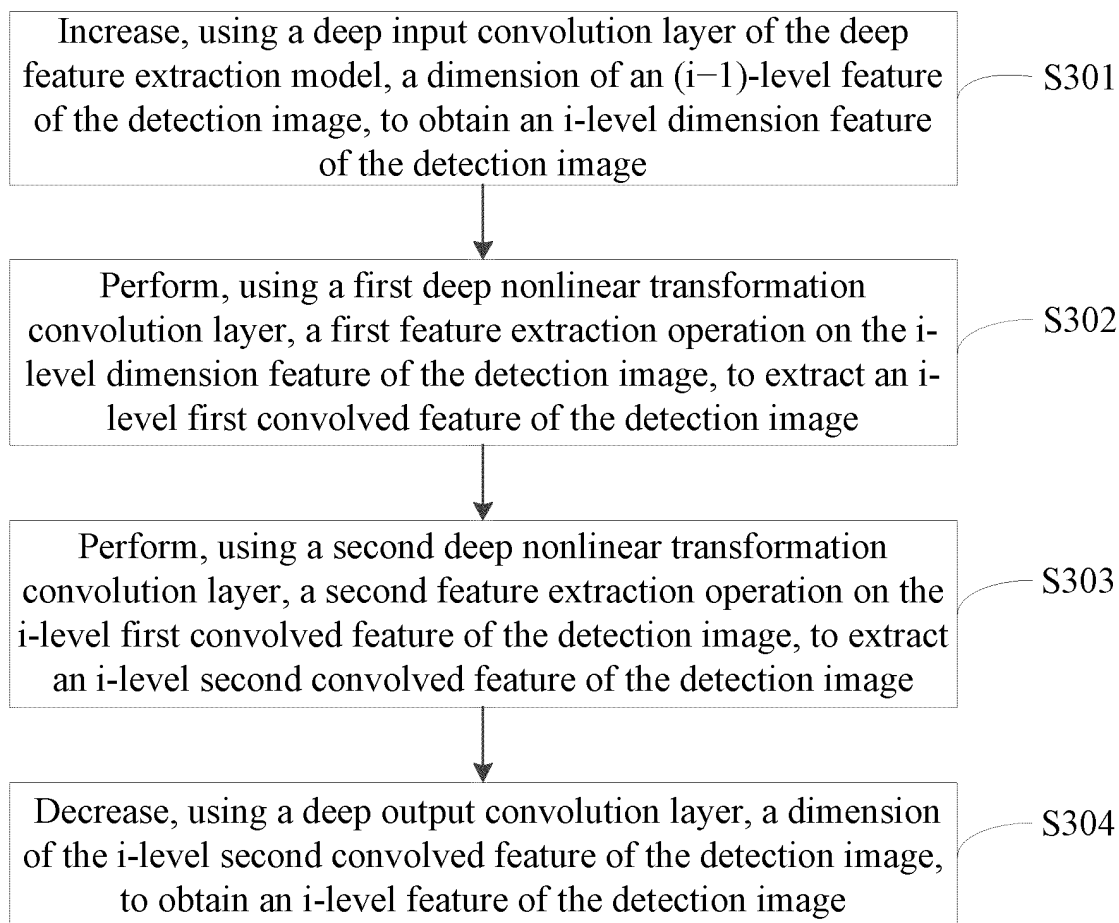 Increase, using a deep input convolution layer of the deep
feature extraction model, a dimension of an (i−1)-level feature
of the detection image, to obtain an i-level dimension feature
of the detection image
S301
Perform, using a first deep nonlinear transformation
convolution layer, a first feature extraction operation on the i-
level dimension feature of the detection image, to extract an i-
level first convolved feature of the detection image
S302
Perform, using a second deep nonlinear transformation
convolution layer, a second feature extraction operation on the
i-level first convolved feature of the detection image, to extract
an i-level second convolved feature of the detection image
S303
Decrease, using a deep output convolution layer, a dimension
of the i-level second convolved feature of the detection image,
to obtain an i-level feature of the detection image
S304